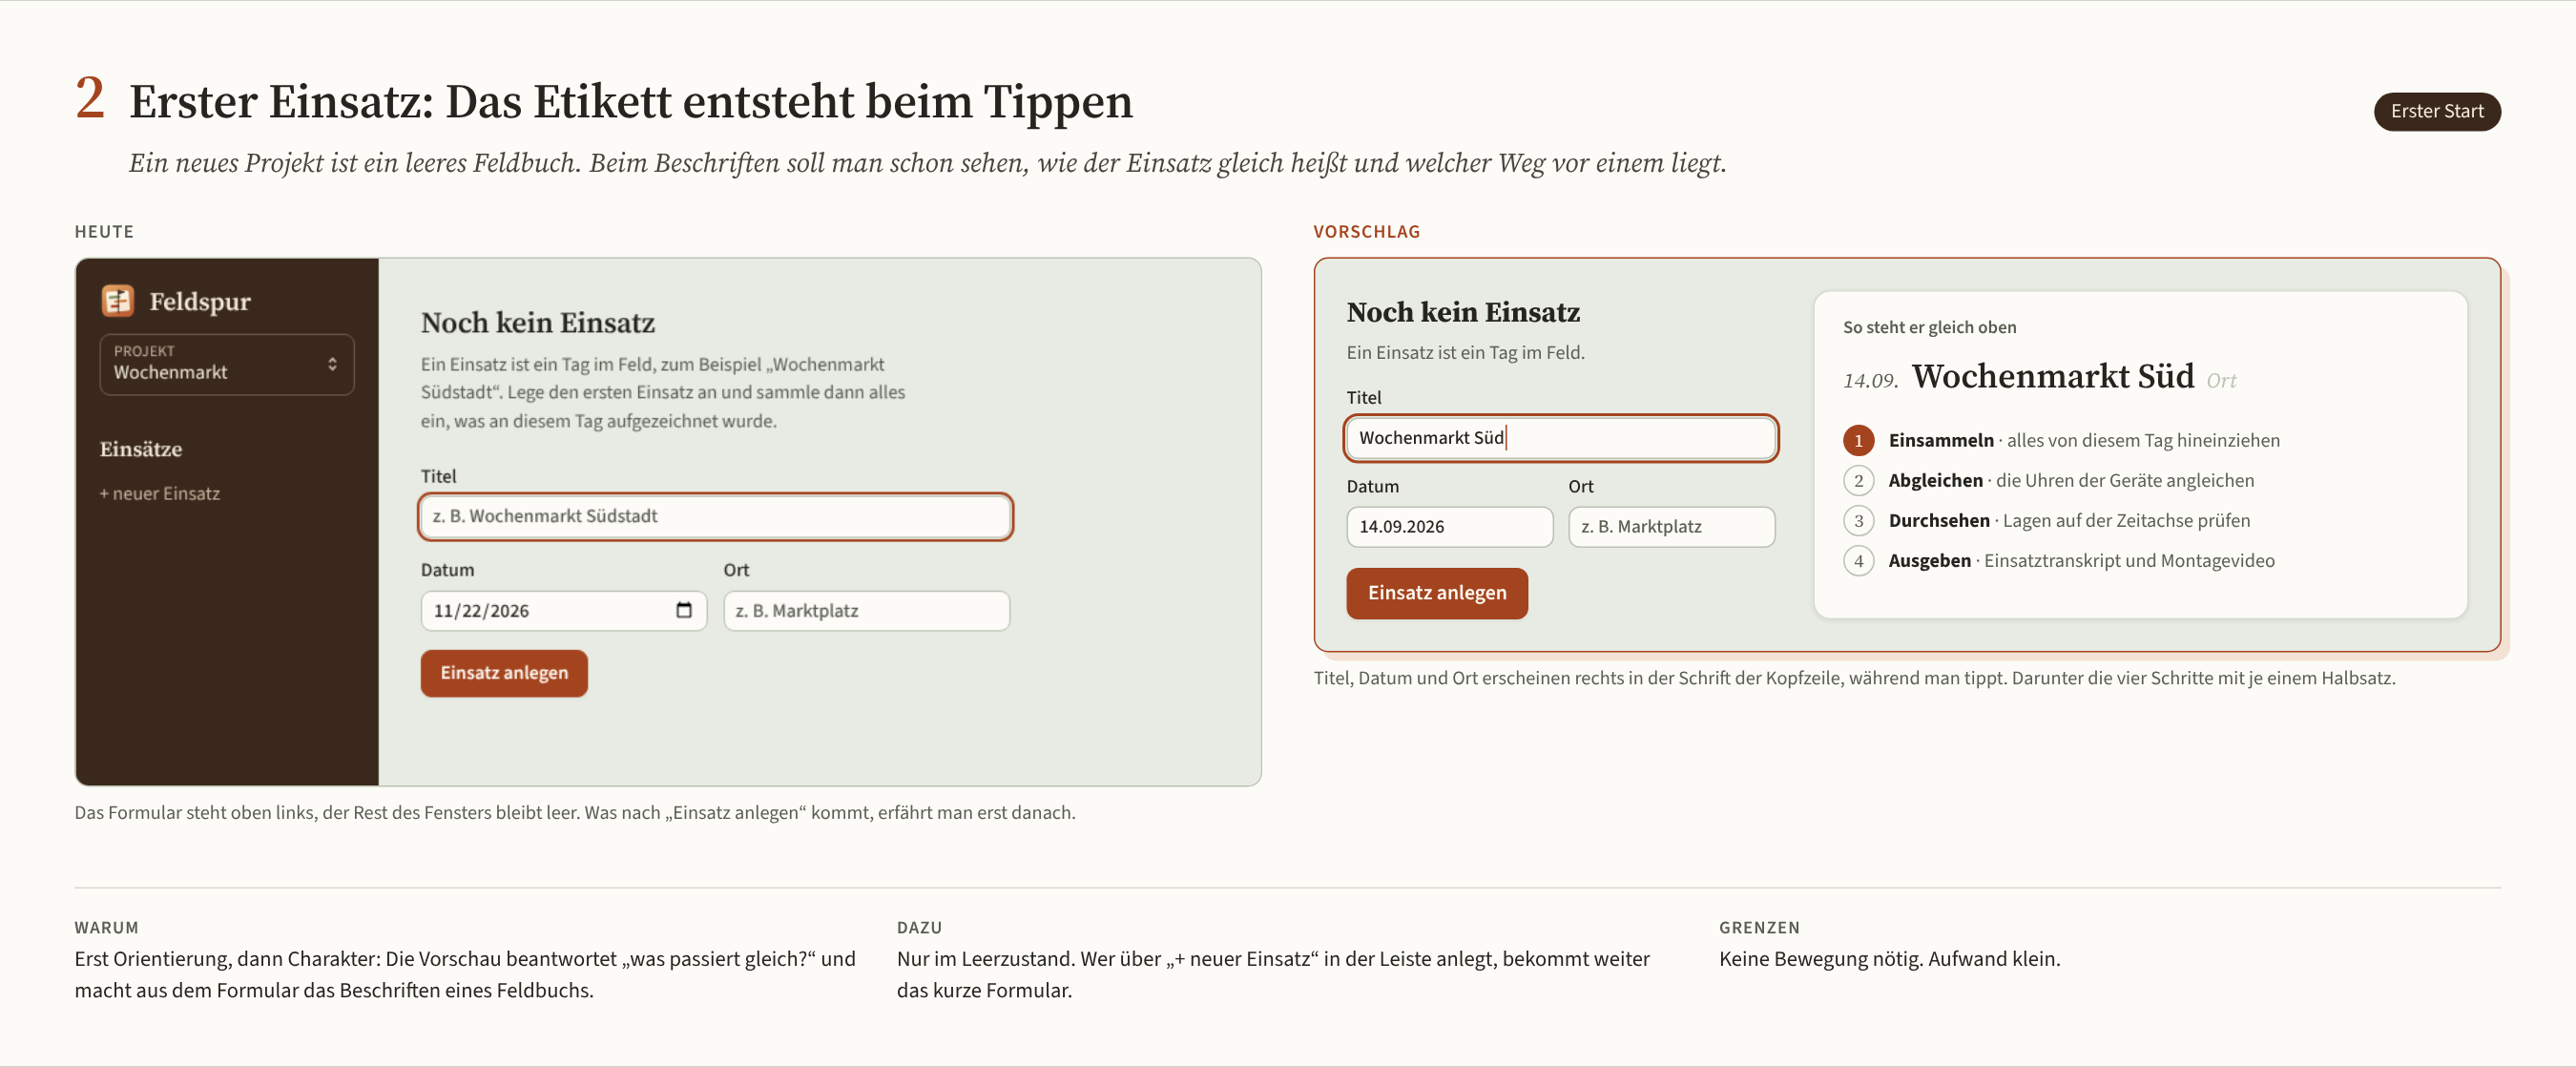 2 Erster Einsatz: Das Etikett entsteht beim Tippen
Erster Start
Ein neues Projekt ist ein leeres Feldbuch. Beim Beschriften soll man schon sehen, wie der Einsatz gleich heißt und welcher Weg vor einem liegt.
HEUTE
Feldspur
PROJEKT
Wochenmarkt
Einsätze
+ neuer Einsatz
Noch kein Einsatz
Ein Einsatz ist ein Tag im Feld, zum Beispiel „Wochenmarkt
Südstadt“. Lege den ersten Einsatz an und sammle dann alles
ein, was an diesem Tag aufgezeichnet wurde.
Titel
z. B. Wochenmarkt Südstadt
Datum Ort
11/22/2026 z. B. Marktplatz
Einsatz anlegen
Das Formular steht oben links, der Rest des Fensters bleibt leer. Was nach „Einsatz anlegen“ kommt, erfährt man erst danach.
VORSCHLAG
Noch kein Einsatz
Ein Einsatz ist ein Tag im Feld.
Titel
Wochenmarkt Süd
Datum Ort
14.09.2026 z. B. Marktplatz
Einsatz anlegen
So steht er gleich oben
14.09. Wochenmarkt Süd Ort
1 Einsammeln · alles von diesem Tag hineinziehen
2 Abgleichen · die Uhren der Geräte angleichen
3 Durchsehen · Lagen auf der Zeitachse prüfen
4 Ausgeben · Einsatztranskript und Montagevideo
Titel, Datum und Ort erscheinen rechts in der Schrift der Kopfzeile, während man tippt. Darunter die vier Schritte mit je einem Halbsatz.
WARUM
Erst Orientierung, dann Charakter: Die Vorschau beantwortet „was passiert gleich?“ und
macht aus dem Formular das Beschriften eines Feldbuchs.
DAZU
Nur im Leerzustand. Wer über „+ neuer Einsatz“ in der Leiste anlegt, bekommt weiter
das kurze Formular.
GRENZEN
Keine Bewegung nötig. Aufwand klein.